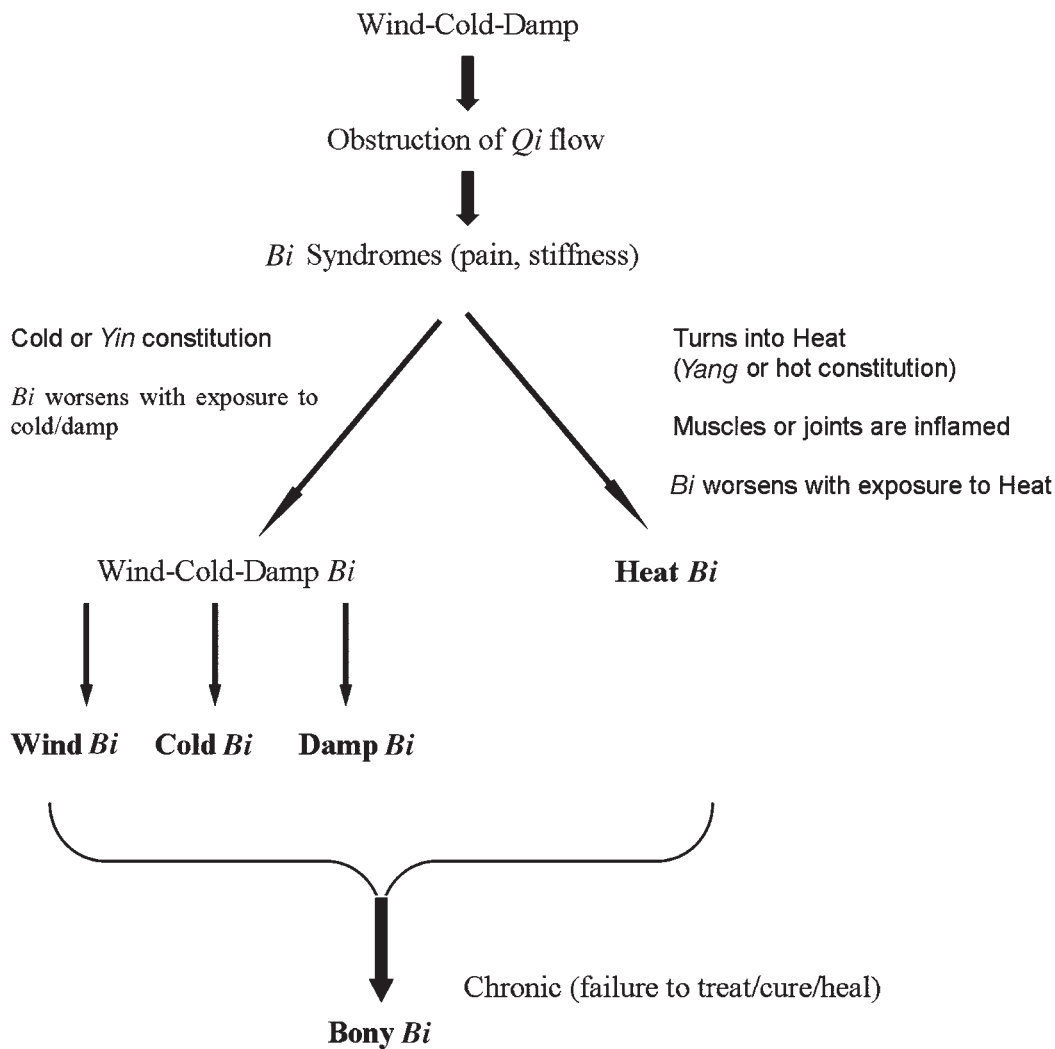 Wind-Cold-Damp
Obstruction of Qi flow
Bi Syndromes (pain, stiffness)
Cold or Yin constitution
Bi worsens with exposure to
cold/damp
Turns into Heat
(Yang or hot constitution)
Muscles or joints are inflamed
Bi worsens with exposure to Heat
Wind-Cold-Damp Bi
Heat Bi
Wind Bi
Cold Bi
Damp Bi
Chronic (failure to treat/cure/heal)
Bony Bi